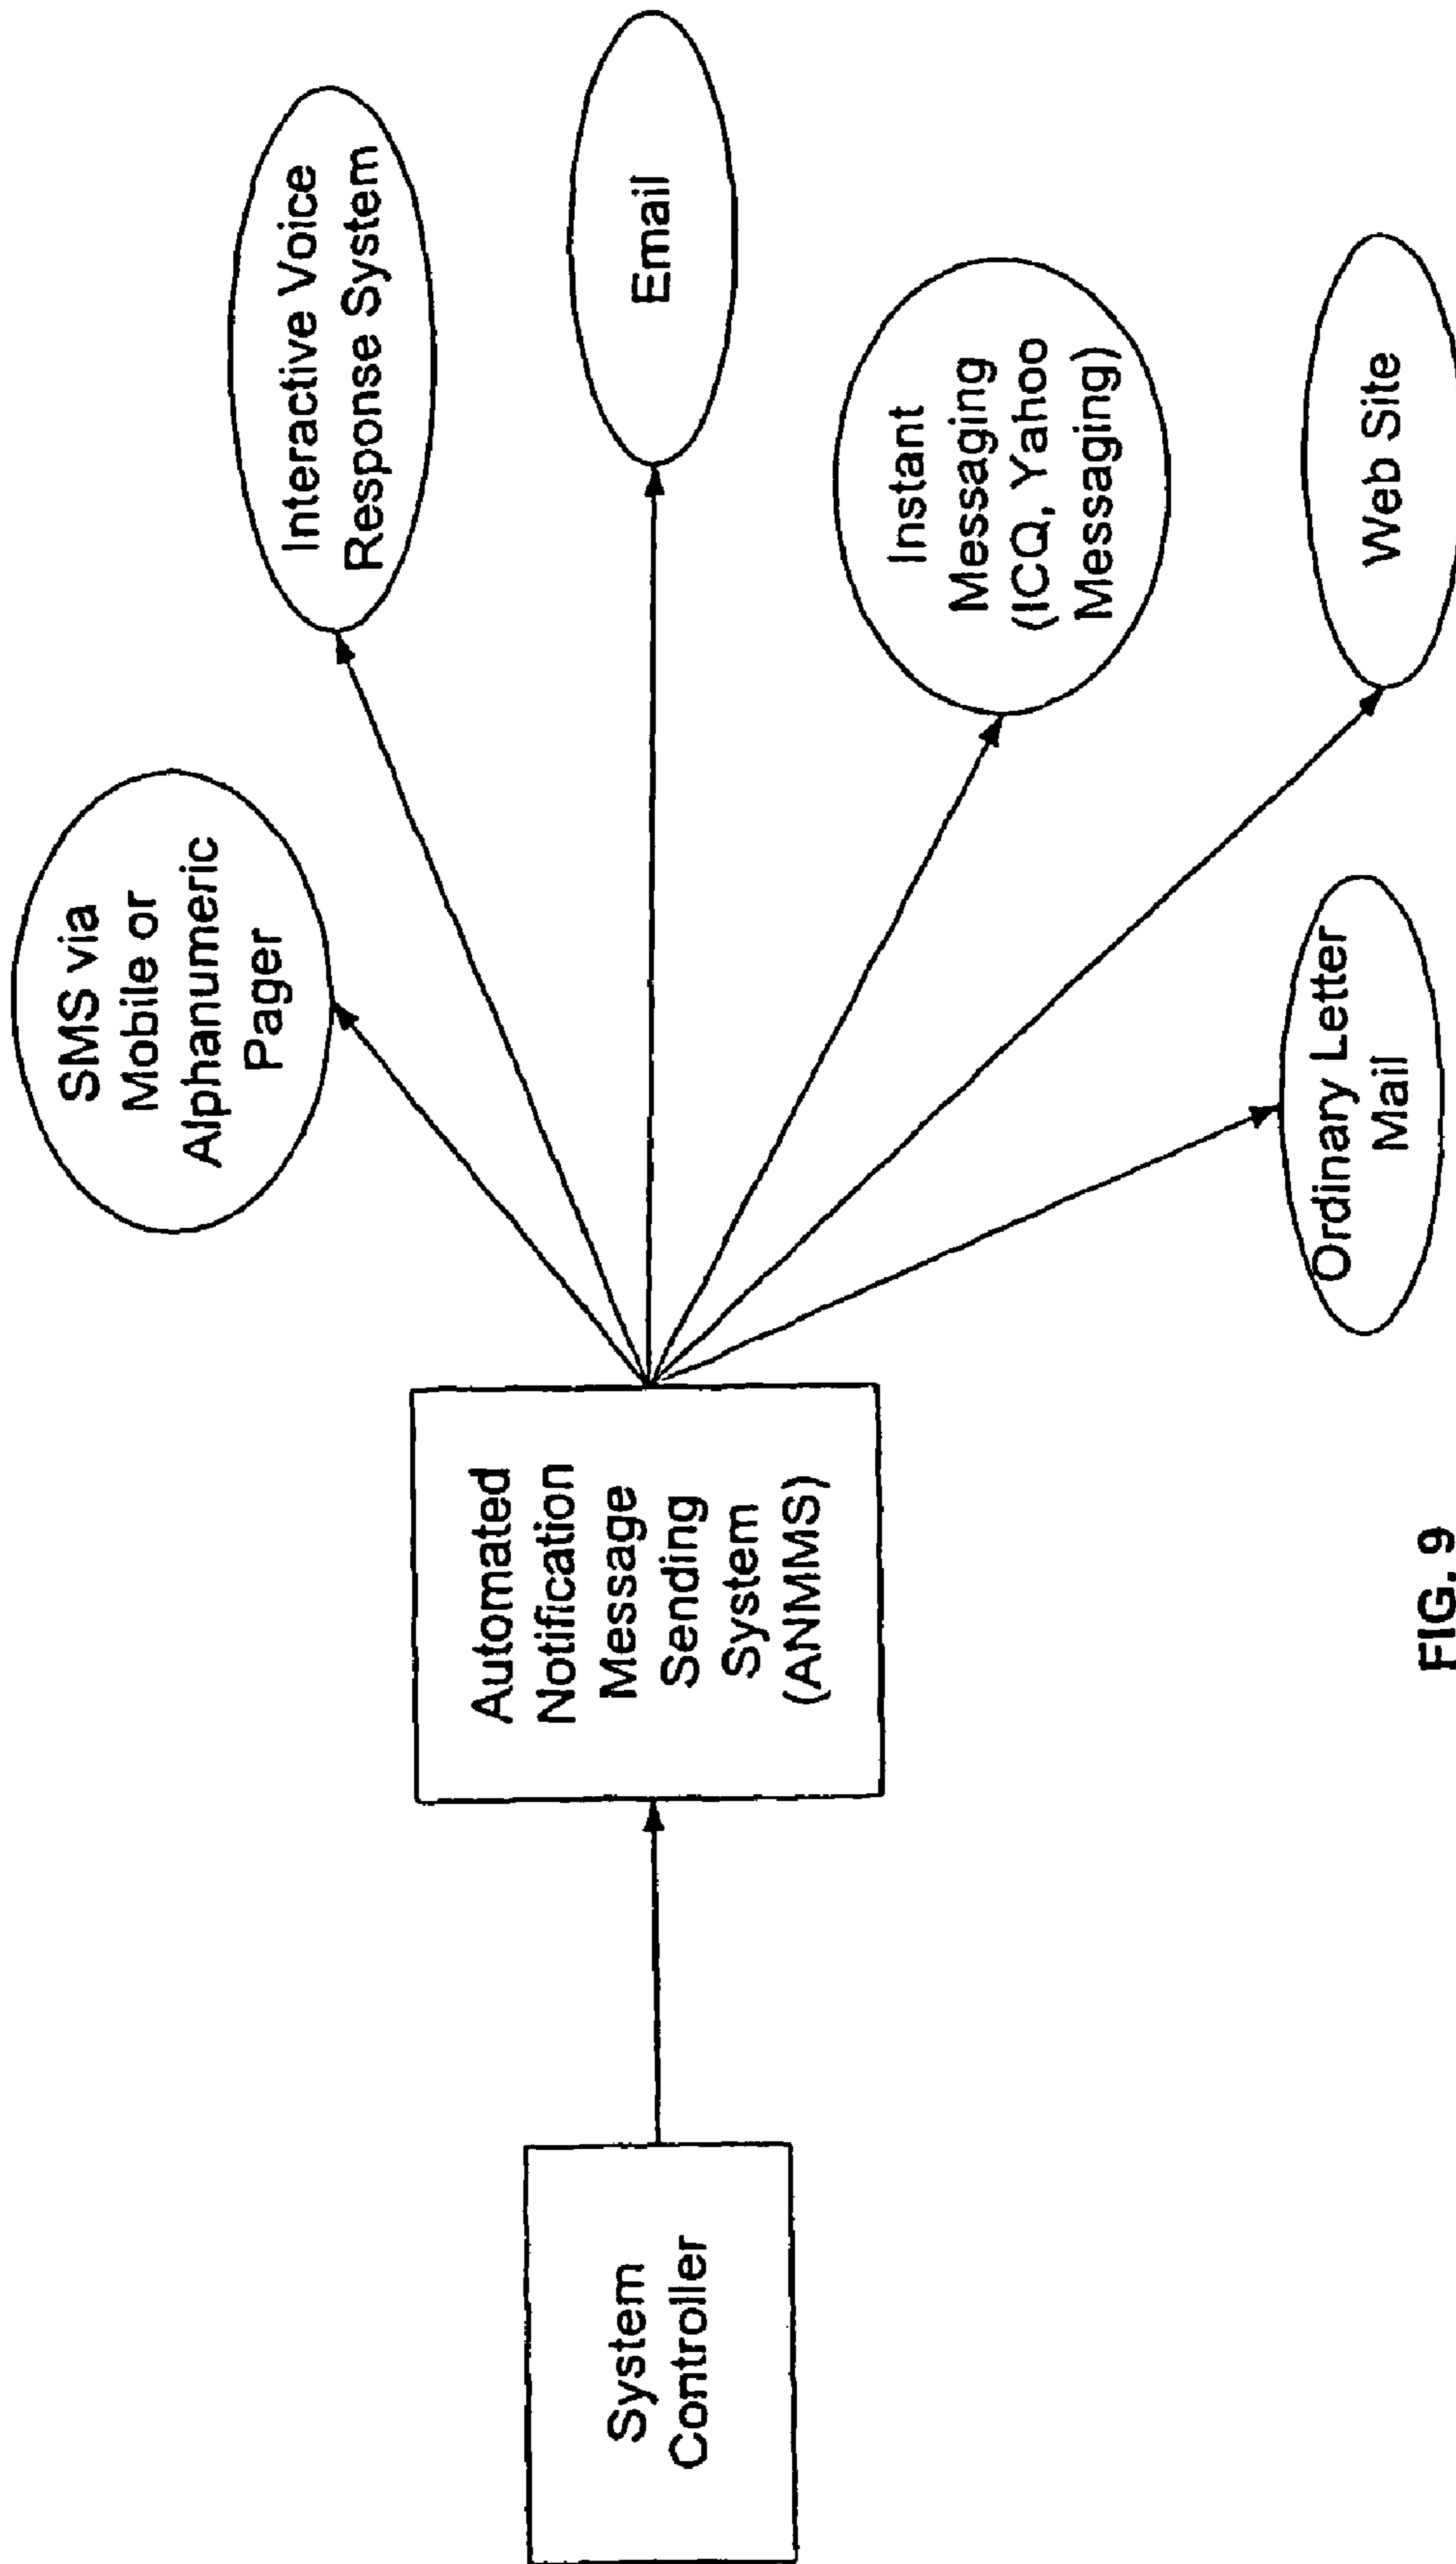 System
Controller
Automated
Notification
Message
Sending
System
(ANMMS)
SMS via
Mobile or
Alphanumeric
Pager
Interactive Voice
Response System
Email
Instant
Messaging
(ICQ, Yahoo
Messaging)
Web Site
Ordinary Letter
Mail
FIG. 9